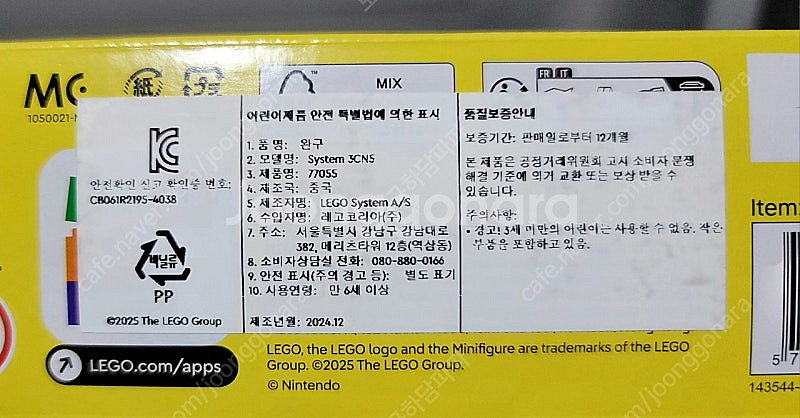 MIX
FR IT
1050021-
紙
어린이제품 안전 특별법에 의한 표시
1. 품 명: 완구
2. 모델명: System 3CNS
3. 제품명: 77055
4. 제조국: 중국
5. 제조자명: LEGO System A/S
6. 수입자명: 레고코리아(주)
7. 주소: 서울특별시 강남구 강남대로
382, 메리츠타워 12층(역삼동)
8. 소비자상담실 전화: 080-880-0166
9. 안전 표시(주의 경고 등): 별도 표기
10. 사용연령: 만 6세 이상
제조년월: 2024.12
안전확인 신고 확인증 번호:
CB061R2195-4038
비닐류
PP
©2025 The LEGO Group
품질보증안내
보증기간: 판매일로부터 12개월
본 제품은 공정거래위원회 고시 소비자 분쟁
해결 기준에 의거 교환 또는 보상 받을 수
있습니다.
주의사항:
• 경고! 3세 미만의 어린이는 사용할 수 없음. 작은
부품을 포함하고 있음.
LEGO.com/apps
LEGO, the LEGO logo and the Minifigure are trademarks of the LEGO
Group. ©2025 The LEGO Group.
© Nintendo
Item:
5 7
143544-
joonggonara
cafe.naver.com/joonggonara